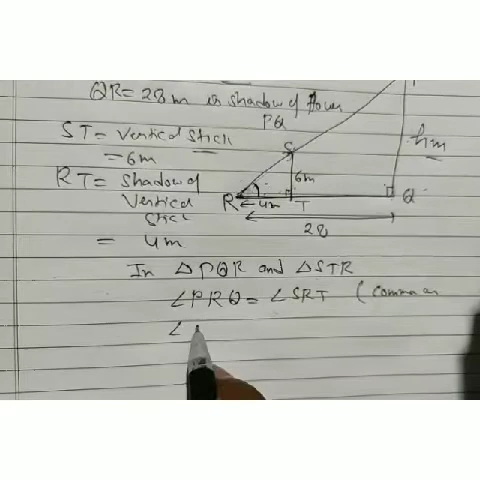 QR = 28 m is shadow of Tower
PQ
ST = Vertical Stick
= 6m
RT = Shadow of
Vertical
Stick
= 4m
S
6m
hm
R
4m
T
Q
28
In △PQR and △STR
∠PRQ = ∠SRT (common
∠